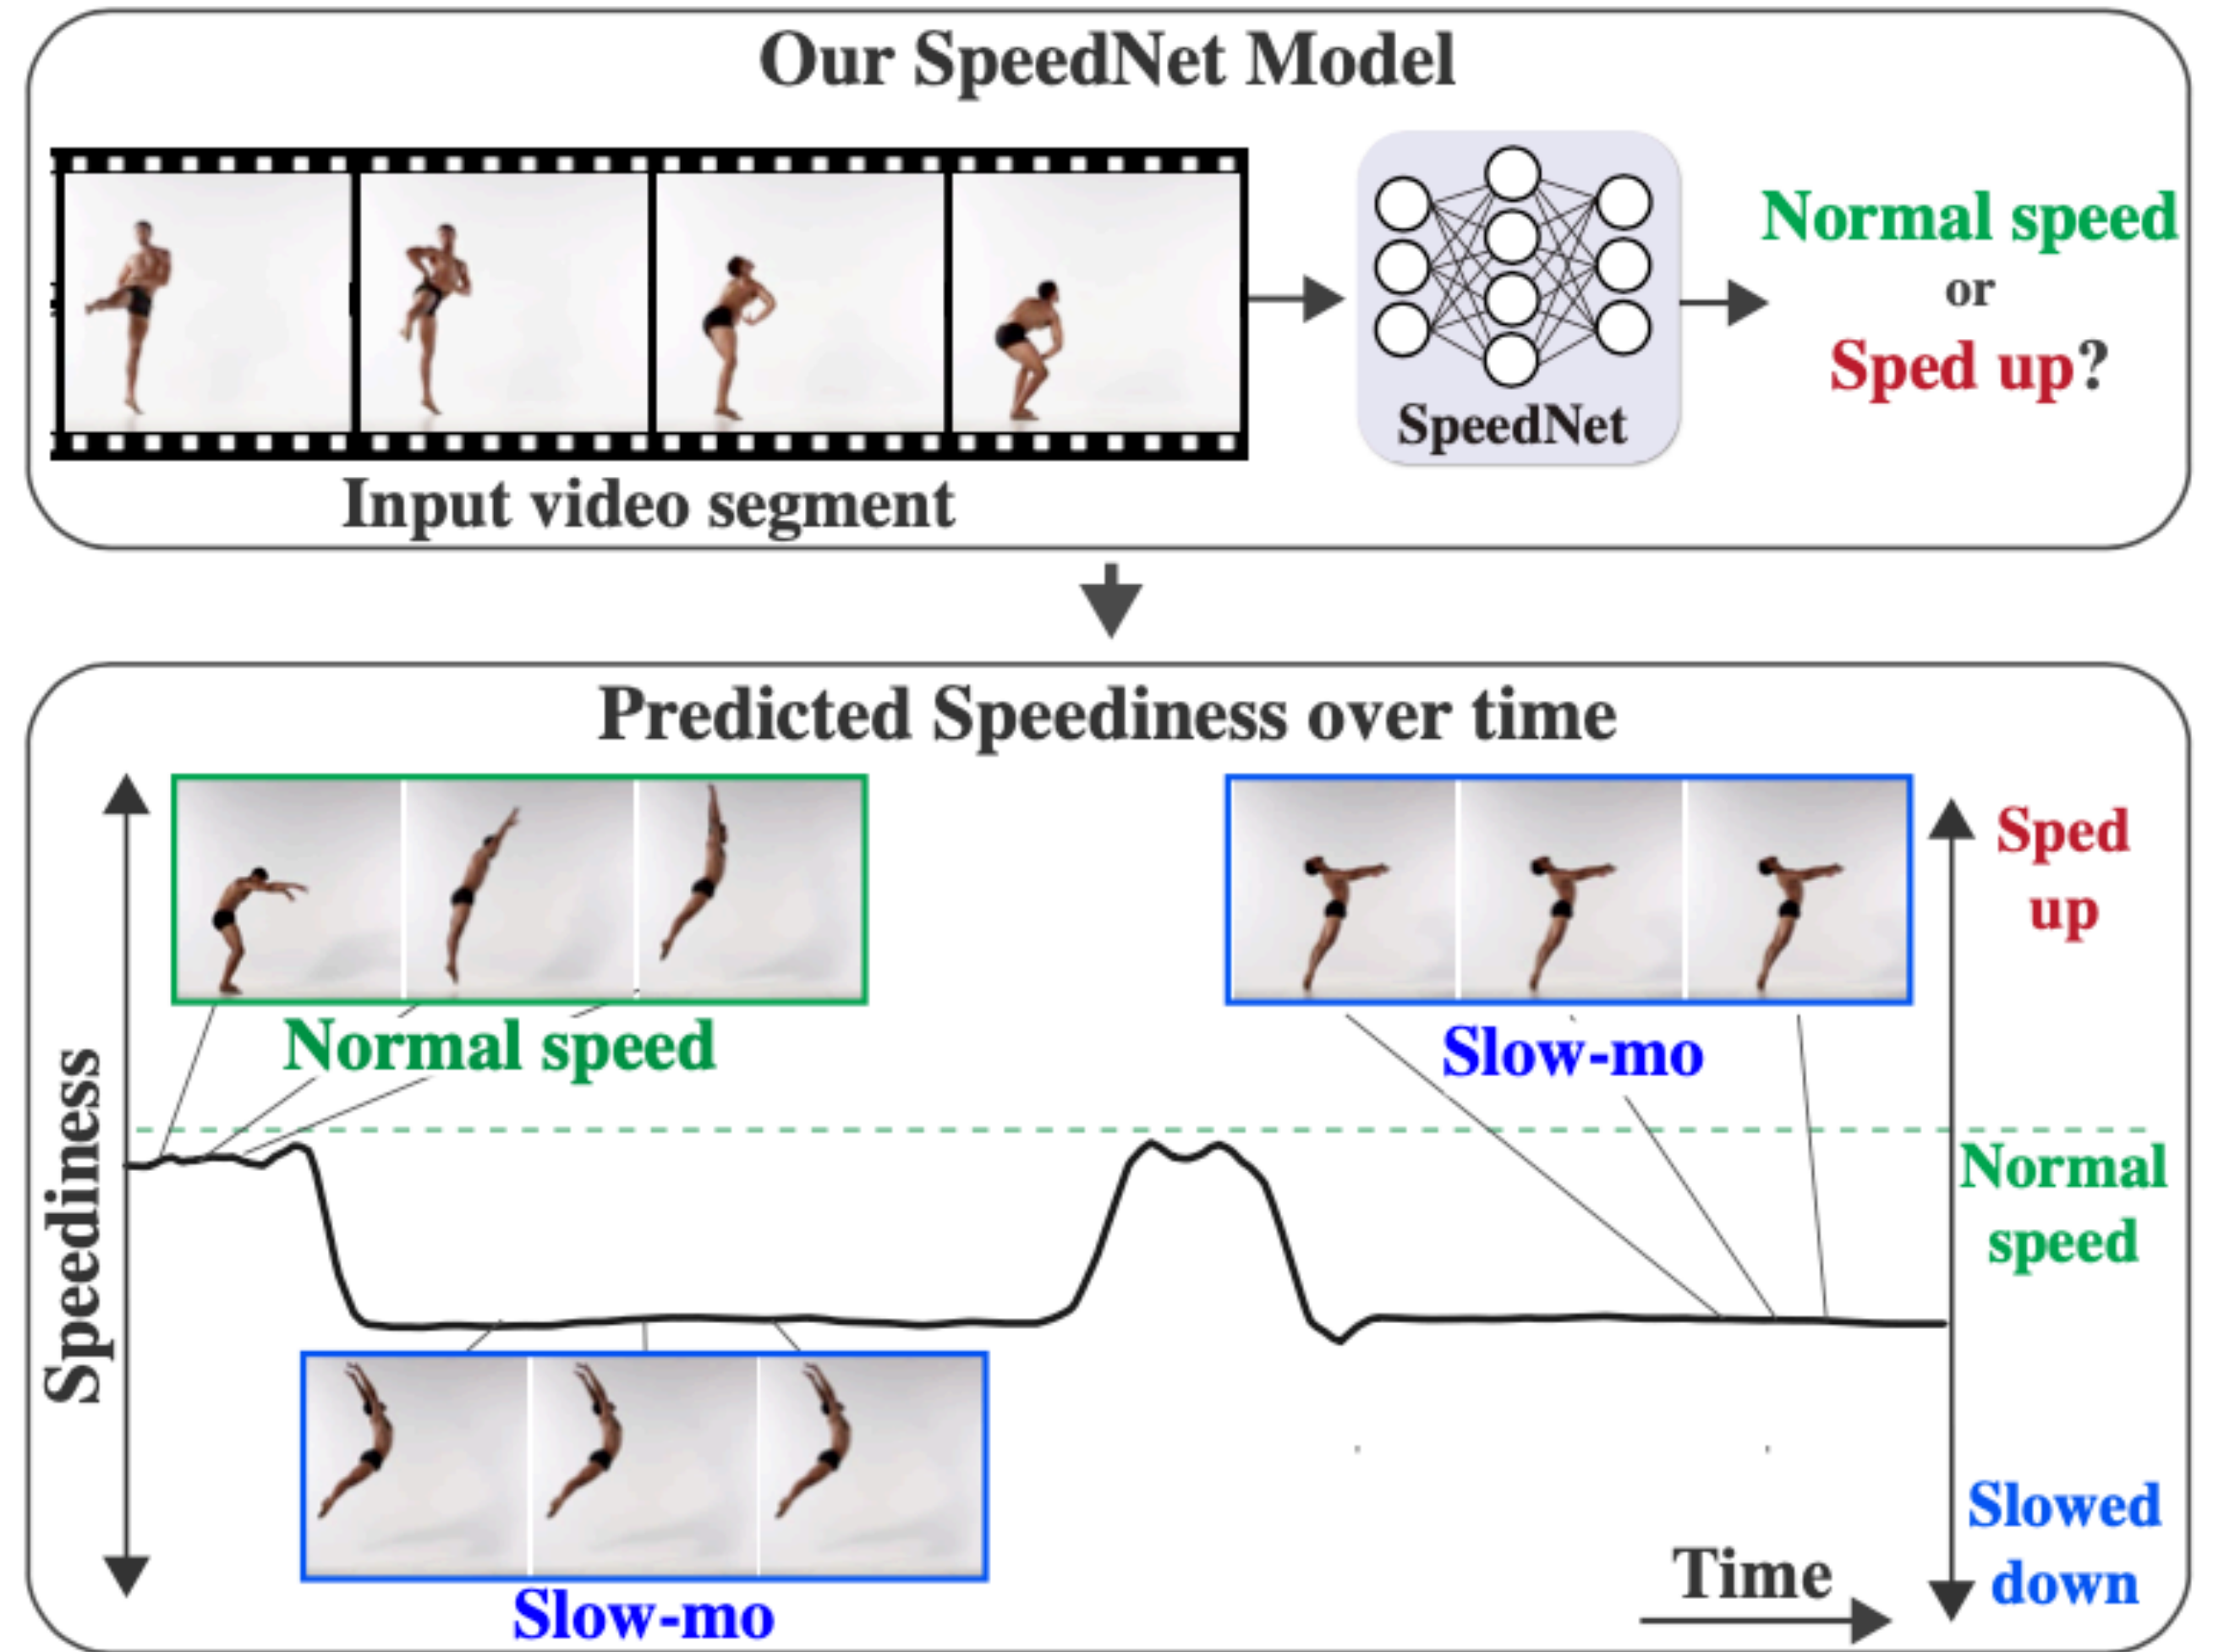 Our SpeedNet Model
Normal speed
or
Sped up?
SpeedNet
Input video segment
Predicted Speediness over time
Sped
up
Normal speed
Slow-mo
Speediness
Normal
speed
Slowed
down
Time
Slow-mo